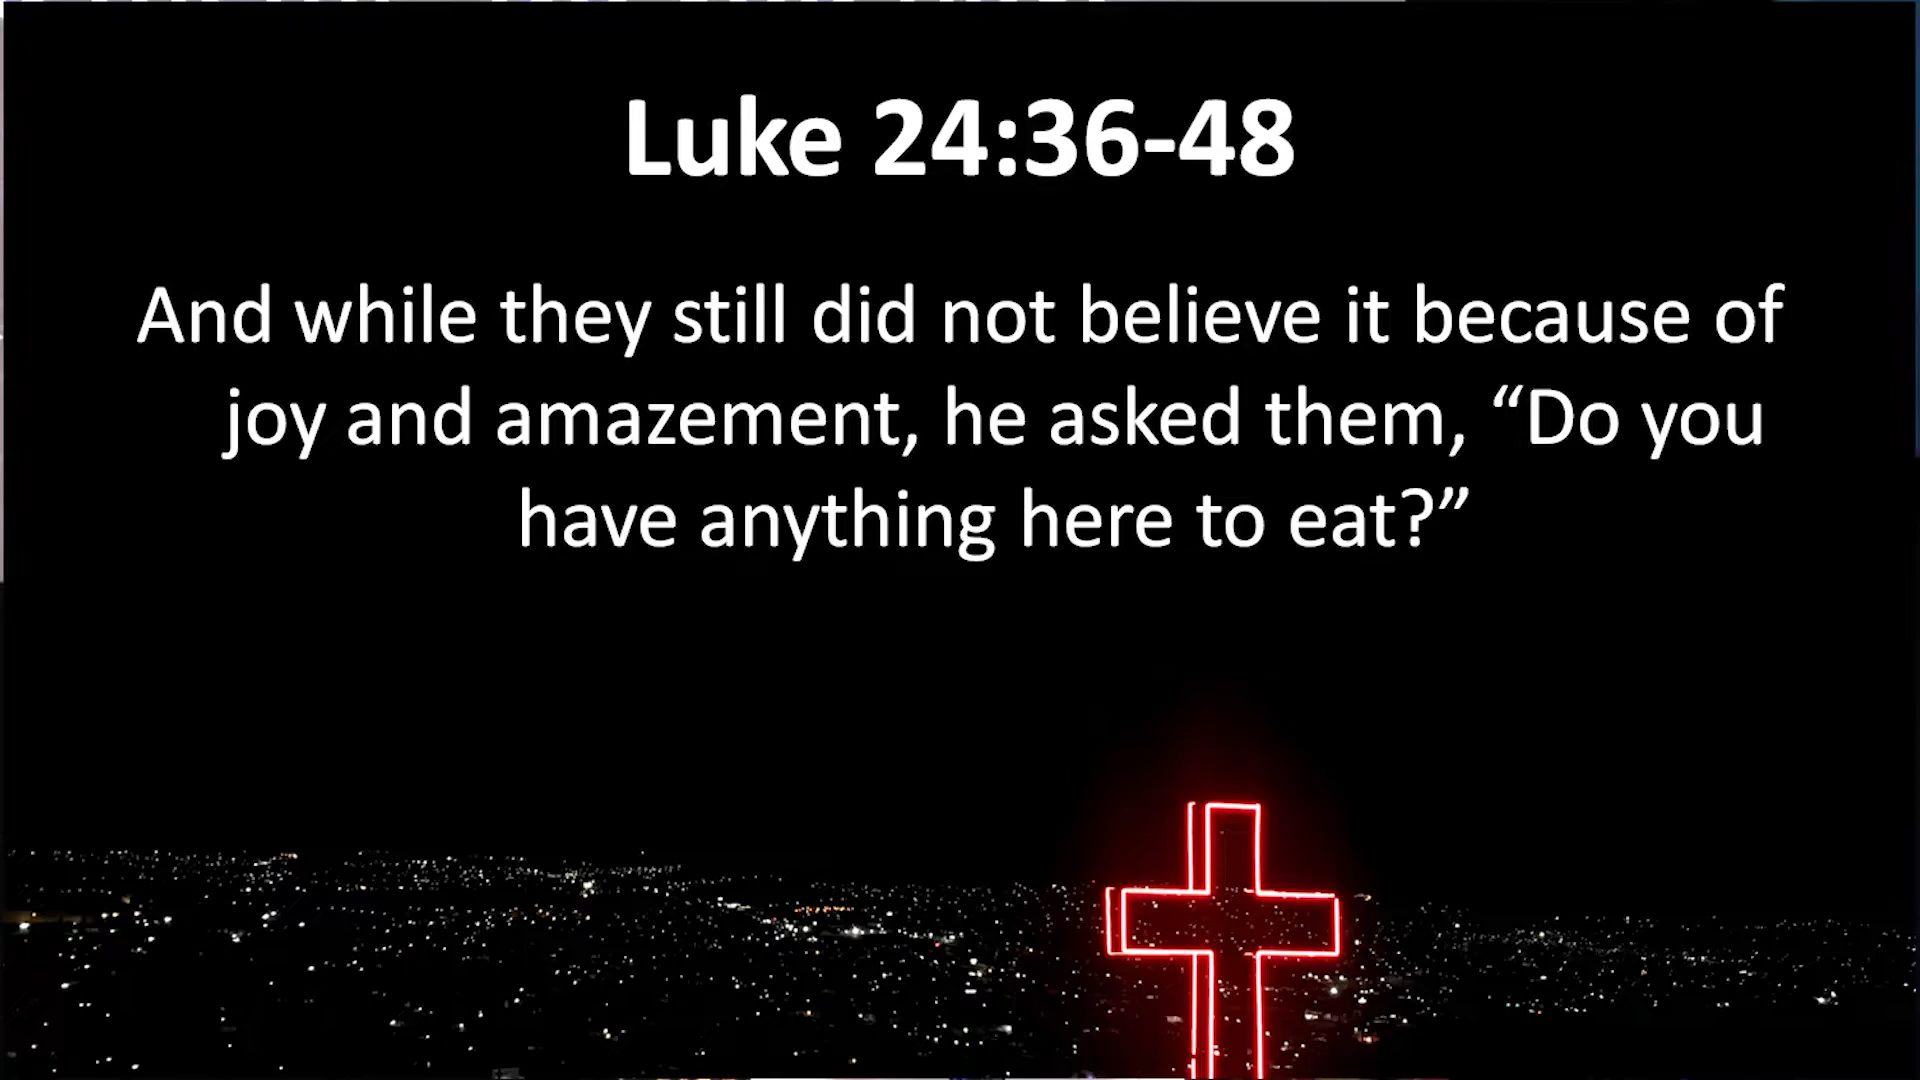 Luke 24:36-48
And while they still did not believe it because of
joy and amazement, he asked them, “Do you
have anything here to eat?”